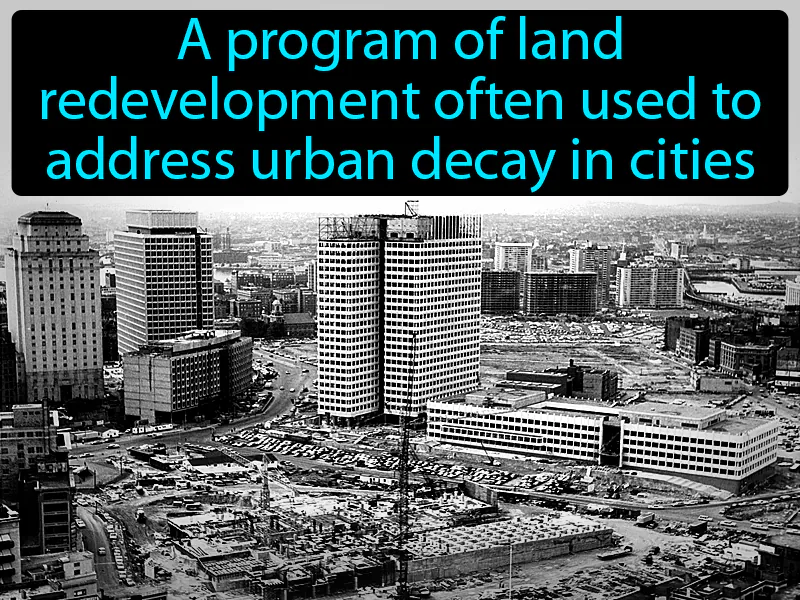 A program of land
redevelopment often used to
address urban decay in cities